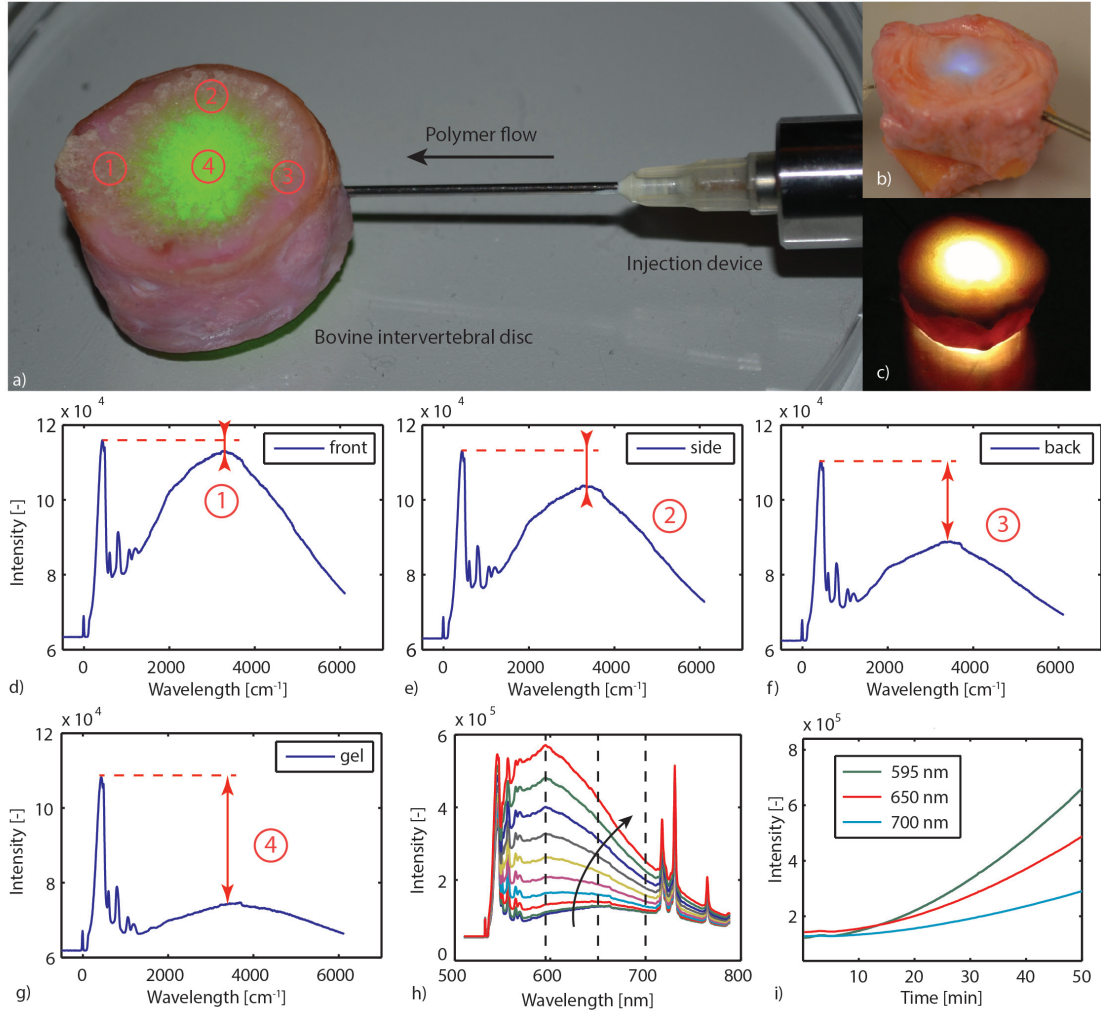 2
1
4
3
Polymer flow
Injection device
Bovine intervertebral disc
a)
b)
c)
x 10 4
12
10
8
6
Intensity [-]
front
1
0 2000 4000 6000
Wavelength [cm-1]
d)
x 10 4
12
10
8
6
side
2
0 2000 4000 6000
Wavelength [cm-1]
e)
x 10 4
12
10
8
6
back
3
0 2000 4000 6000
Wavelength [cm-1]
f)
x 10 4
12
10
8
6
Intensity [-]
gel
4
0 2000 4000 6000
Wavelength [cm-1]
g)
x 10 5
6
4
2
0
Intensity [-]
500 600 700 800
Wavelength [nm]
h)
x 10 5
8
6
4
2
Intensity [-]
595 nm
650 nm
700 nm
10 20 30 40 50
Time [min]
i)